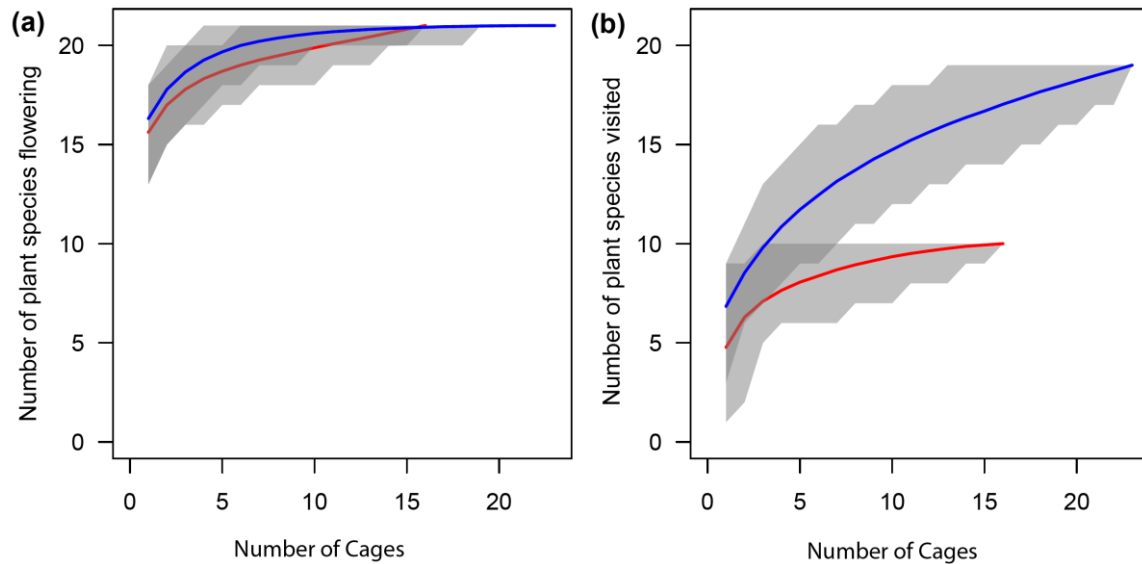 (a)
Number of plant species flowering
20
15
10
5
0
0 5 10 15 20
Number of Cages
(b)
Number of plant species visited
20
15
10
5
0
0 5 10 15 20
Number of Cages